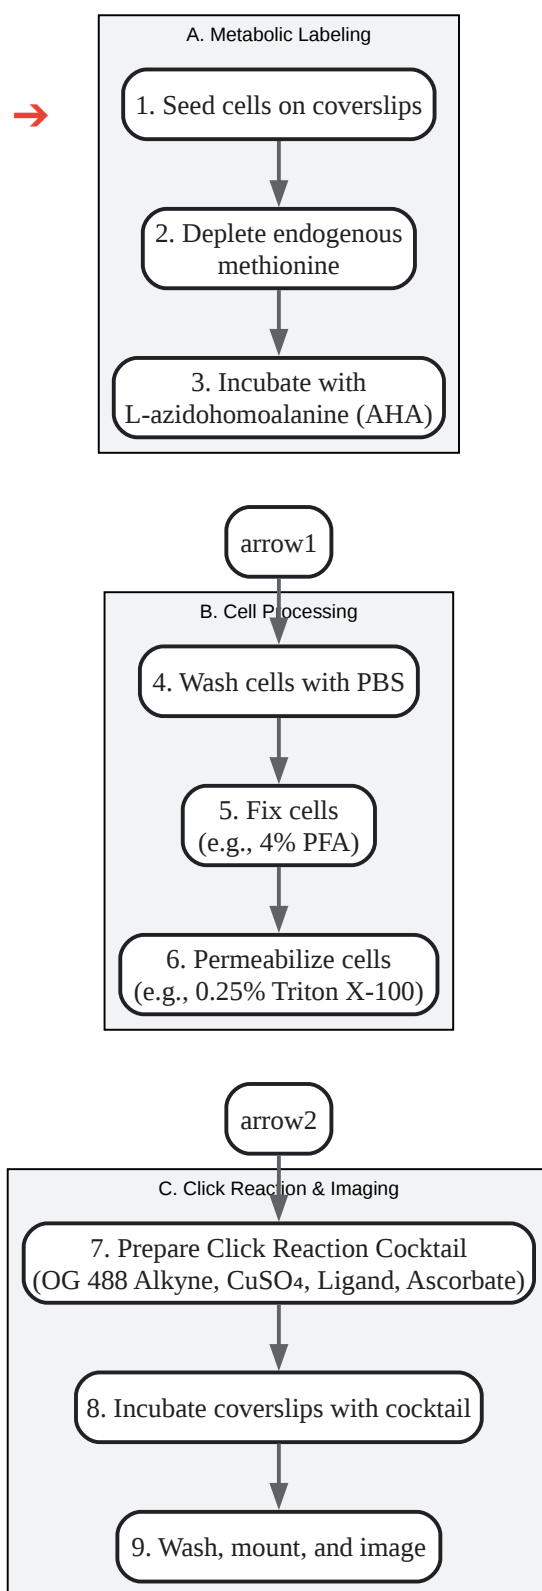 A. Metabolic Labeling
1. Seed cells on coverslips
2. Deplete endogenous
methionine
3. Incubate with
L-azidohomoalanine (AHA)
arrow1
B. Cell Processing
4. Wash cells with PBS
5. Fix cells
(e.g., 4% PFA)
6. Permeabilize cells
(e.g., 0.25% Triton X-100)
arrow2
C. Click Reaction & Imaging
7. Prepare Click Reaction Cocktail
(OG 488 Alkyne, CuSO₄, Ligand, Ascorbate)
8. Incubate coverslips with cocktail
9. Wash, mount, and image